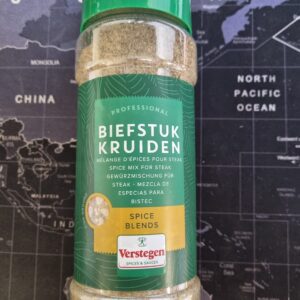 MONGOLIA
CHINA
NORTH
PACIFIC
OCEAN
PROFESSIONAL
BIEFSTUK
KRUIDEN
MÉLANGE D'ÉPICES POUR STEAK
SPICE MIX FOR STEAK
GEWÜRZMISCHUNG FÜR
STEAK - MEZCLA DE
ESPECIAS PARA
BISTEC
SPICE
BLENDS
Verstegen
SPICES & SAUCES